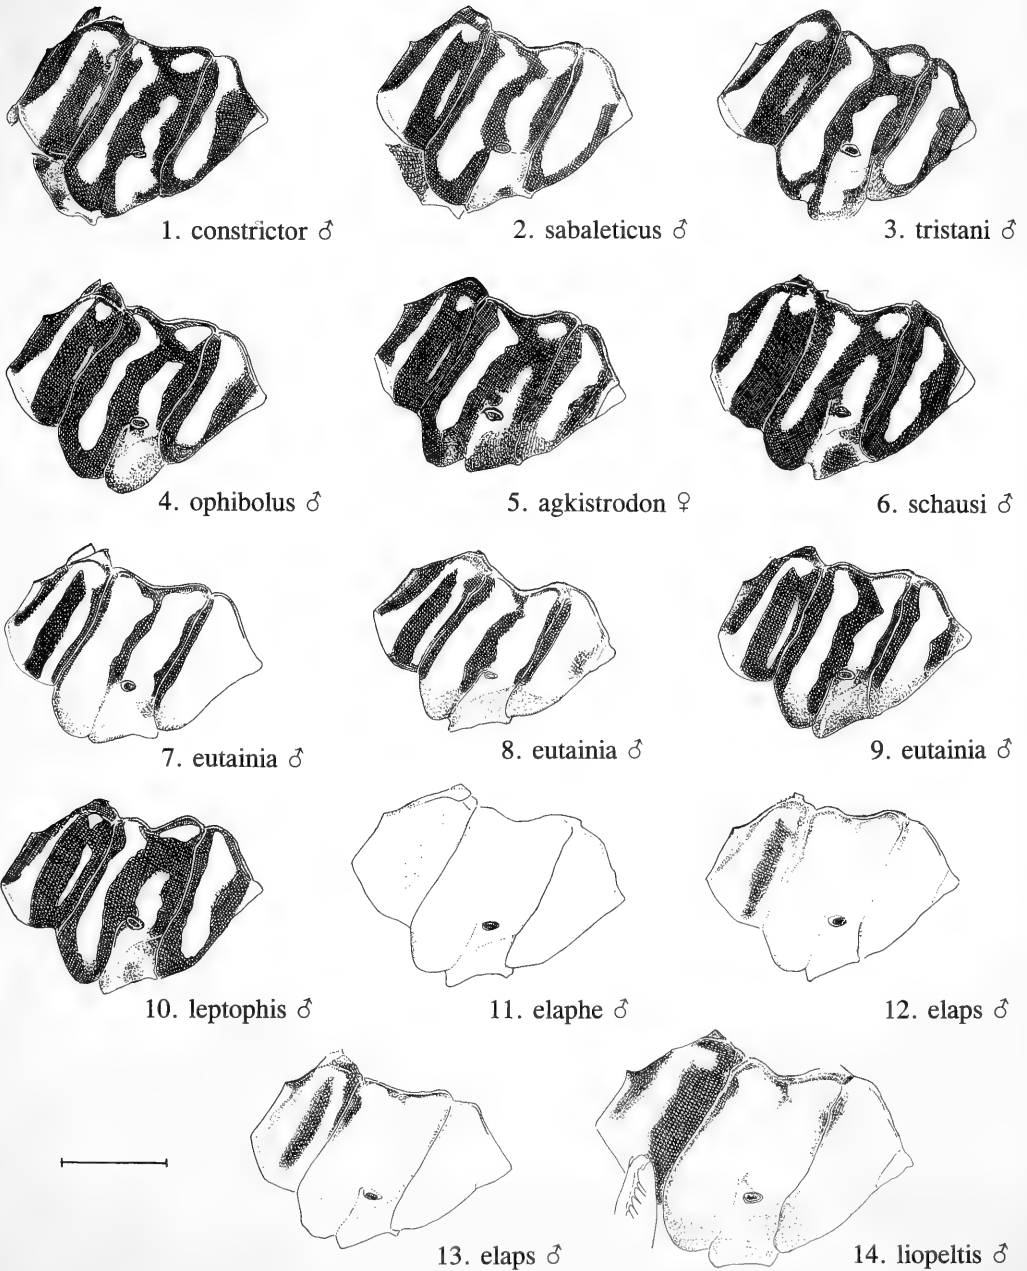 1. constrictor ♂
2. sabaleticus ♂
3. tristani ♂
4. ophibolus ♂
5. agkistrodon ♀
6. schausi ♂
7. eutainia ♂
8. eutainia ♂
9. eutainia ♂
10. leptophis ♂
11. elaphe ♂
12. elaps ♂
13. elaps ♂
14. liopeltis ♂